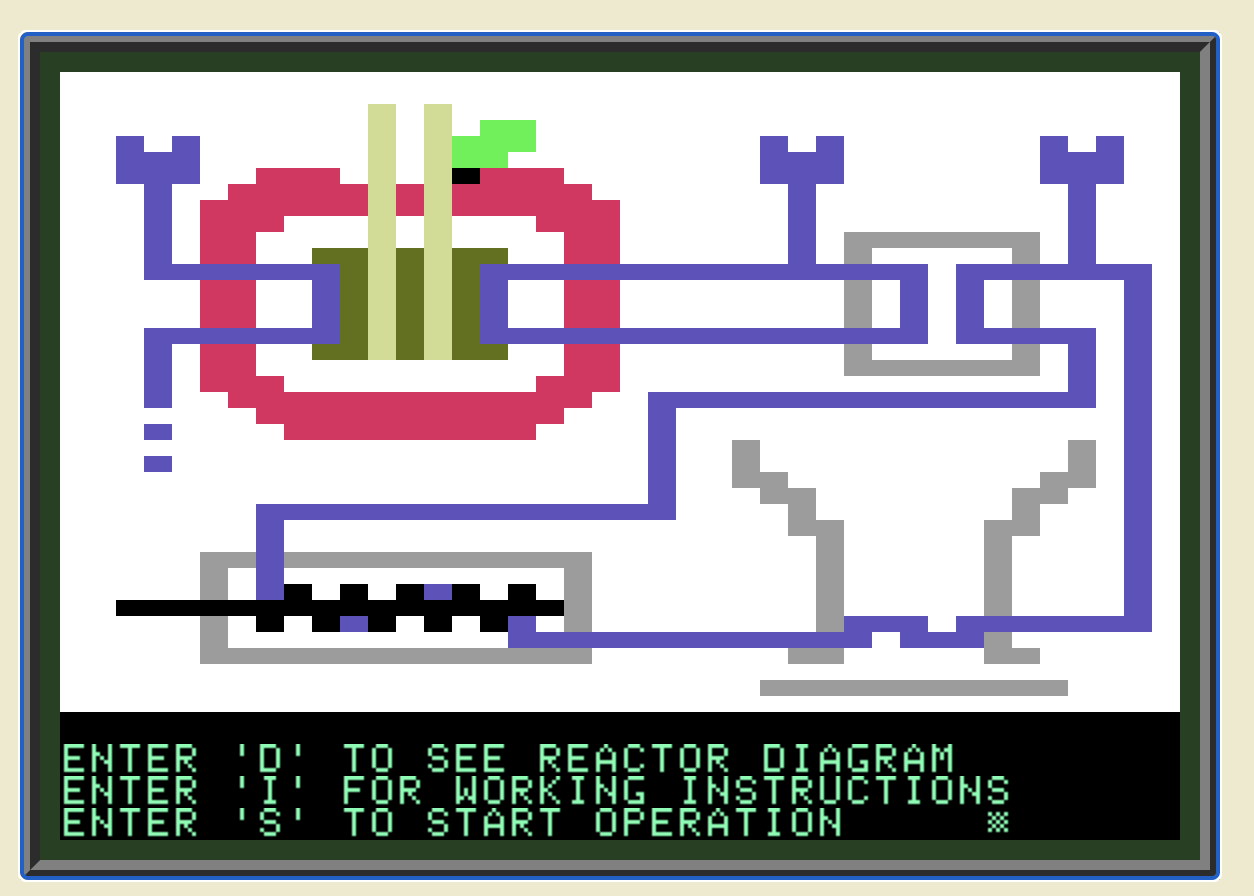 ENTER 'D' TO SEE REACTOR DIAGRAM
ENTER 'I' FOR WORKING INSTRUCTIONS
ENTER 'S' TO START OPERATION